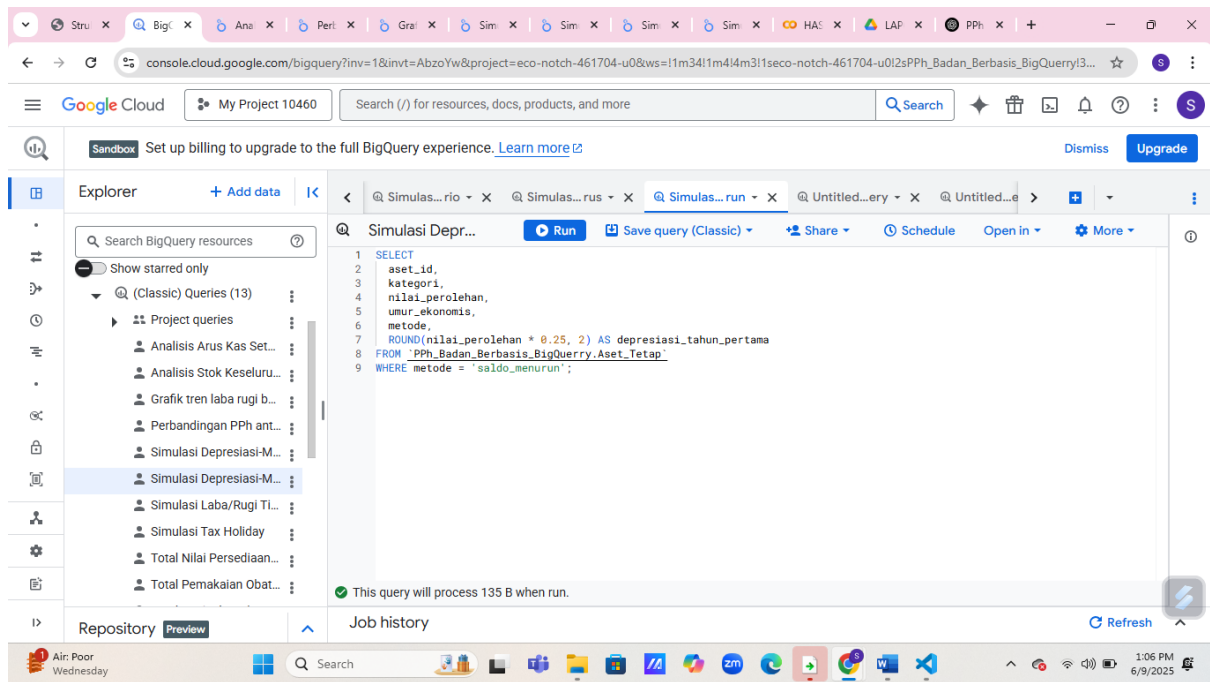 Stru
BigC
Ana
Perb
Graf
Sim
Sim
Sim
Sim
HAS
LAP
PPh
console.cloud.google.com/bigquery?inv=1&invt=AbzoYw&project=eco-notch-461704-u0&ws=!1m34!1m4!4m3!1seco-notch-461704-u0!2sPPh_Badan_Berbasis_BigQuerry!3...
S
Google Cloud
My Project 10460
Search (/) for resources, docs, products, and more
Search
S
Sandbox Set up billing to upgrade to the full BigQuery experience. Learn more
Dismiss
Upgrade
Explorer
+ Add data
Simulas... rio
Simulas... rus
Simulas... run
Untitled...ery
Untitled...e
Search BigQuery resources
Simulasi Depr...
Run
Save query (Classic)
Share
Schedule
Open in
More
Show starred only
(Classic) Queries (13)
Project queries
Analisis Arus Kas Set...
Analisis Stok Keseluru...
Grafik tren laba rugi b...
Perbandingan PPh ant...
Simulasi Depresiasi-M...
Simulasi Depresiasi-M...
Simulasi Laba/Rugi Ti...
Simulasi Tax Holiday
Total Nilai Persediaan...
Total Pemakaian Obat...
1 SELECT
2 aset_id,
3 kategori,
4 nilai_perolehan,
5 umur_ekonomis,
6 metode,
7 ROUND(nilai_perolehan * 0.25, 2) AS depresiasi_tahun_pertama
8 FROM `PPh_Badan_Berbasis_BigQuerry.Aset_Tetap`
9 WHERE metode = 'saldo_menurun';
This query will process 135 B when run.
Repository Preview
Job history
Refresh
Air: Poor
Wednesday
Search
zm
1:06 PM
6/9/2025